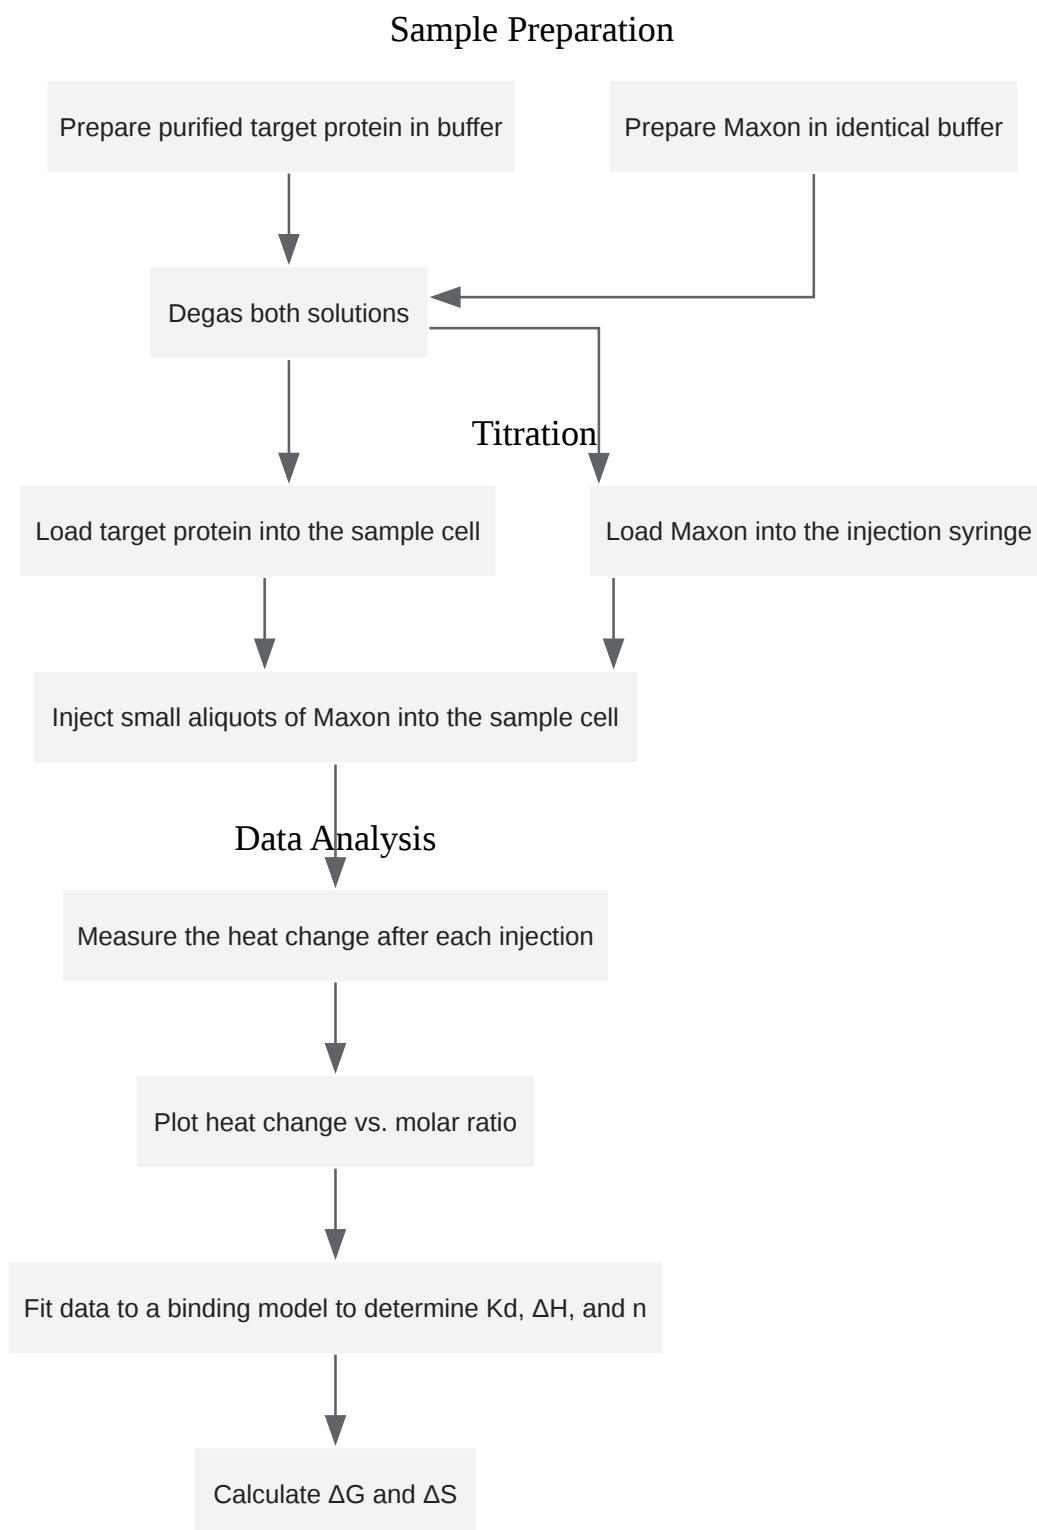 Sample Preparation
Prepare purified target protein in buffer
Prepare Maxon in identical buffer
Degas both solutions
Titration
Load target protein into the sample cell
Load Maxon into the injection syringe
Inject small aliquots of Maxon into the sample cell
Data Analysis
Measure the heat change after each injection
Plot heat change vs. molar ratio
Fit data to a binding model to determine Kd, ΔH, and n
Calculate ΔG and ΔS